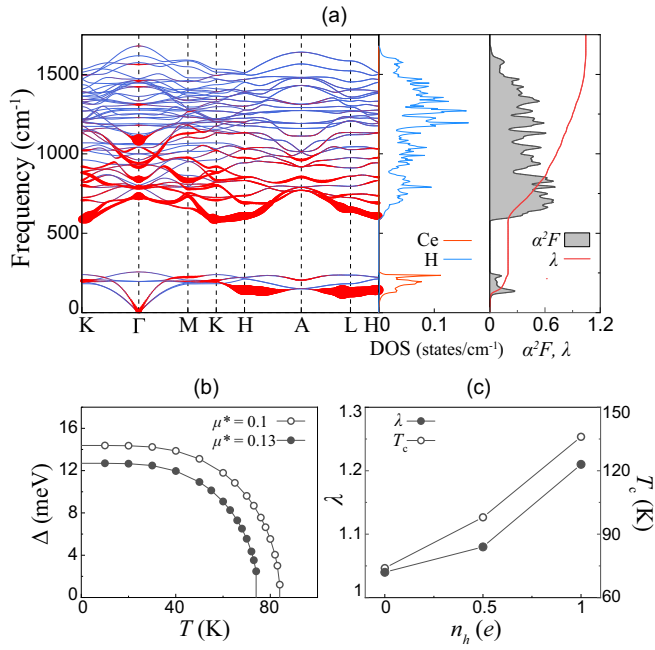 (a)
Frequency (cm⁻¹)
1500
1000
500
0
K Γ M K H A L H
Ce
H
0 0.1
DOS (states/cm⁻¹)
α²F
λ
0 0.6 1.2
α²F, λ
(b)
Δ (meV)
16
12
8
4
0
μ* = 0.1
μ* = 0.13
0 40 80
T (K)
(c)
λ
1.3
1.2
1.1
1
λ
T_c
150
120
90
60
T_c (K)
0 0.5 1
n_h (e)